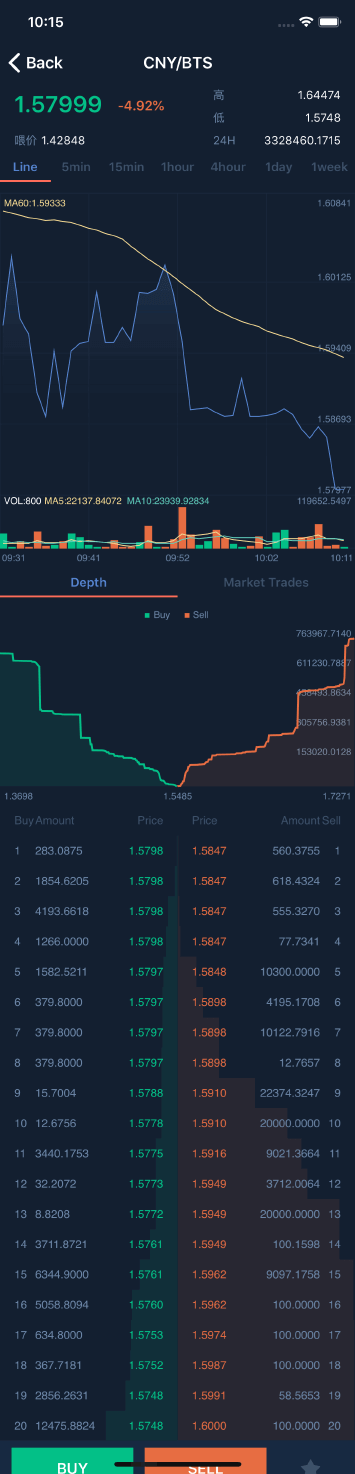 10:15
Back
CNY/BTS
1.57999 -4.92%
高 1.64474
低 1.5748
喂价 1.42848
24H 3328460.1715
Line 5min 15min 1hour 4hour 1day 1week
MA60:1.59333
1.60841
1.60125
1.59409
1.58693
1.57977
VOL:800 MA5:22137.84072 MA10:23939.92834
119652.5497
09:31 09:41 09:52 10:02 10:11
Depth Market Trades
Buy Sell
763967.7140
611230.7887
458493.8634
305756.9381
153020.0128
1.3698 1.5485 1.7271
Buy Amount Price Price Amount Sell
1 283.0875 1.5798 1.5847 560.3755 1
2 1854.6205 1.5798 1.5847 618.4324 2
3 4193.6618 1.5798 1.5847 555.3270 3
4 1266.0000 1.5798 1.5847 77.7341 4
5 1582.5211 1.5797 1.5848 10300.0000 5
6 379.8000 1.5797 1.5898 4195.1708 6
7 379.8000 1.5797 1.5898 10122.7916 7
8 379.8000 1.5797 1.5898 12.7657 8
9 15.7004 1.5788 1.5910 22374.3247 9
10 12.6756 1.5778 1.5910 20000.0000 10
11 3440.1753 1.5775 1.5916 9021.3664 11
12 32.2072 1.5773 1.5949 3712.0064 12
13 8.8208 1.5772 1.5949 20000.0000 13
14 3711.8721 1.5761 1.5949 100.1598 14
15 6344.9000 1.5761 1.5962 9097.1758 15
16 5058.8094 1.5760 1.5962 100.0000 16
17 634.8000 1.5753 1.5974 100.0000 17
18 367.7181 1.5752 1.5987 100.0000 18
19 2856.2631 1.5748 1.5991 58.5653 19
20 12475.8824 1.5748 1.6000 100.0000 20
BUY SELL